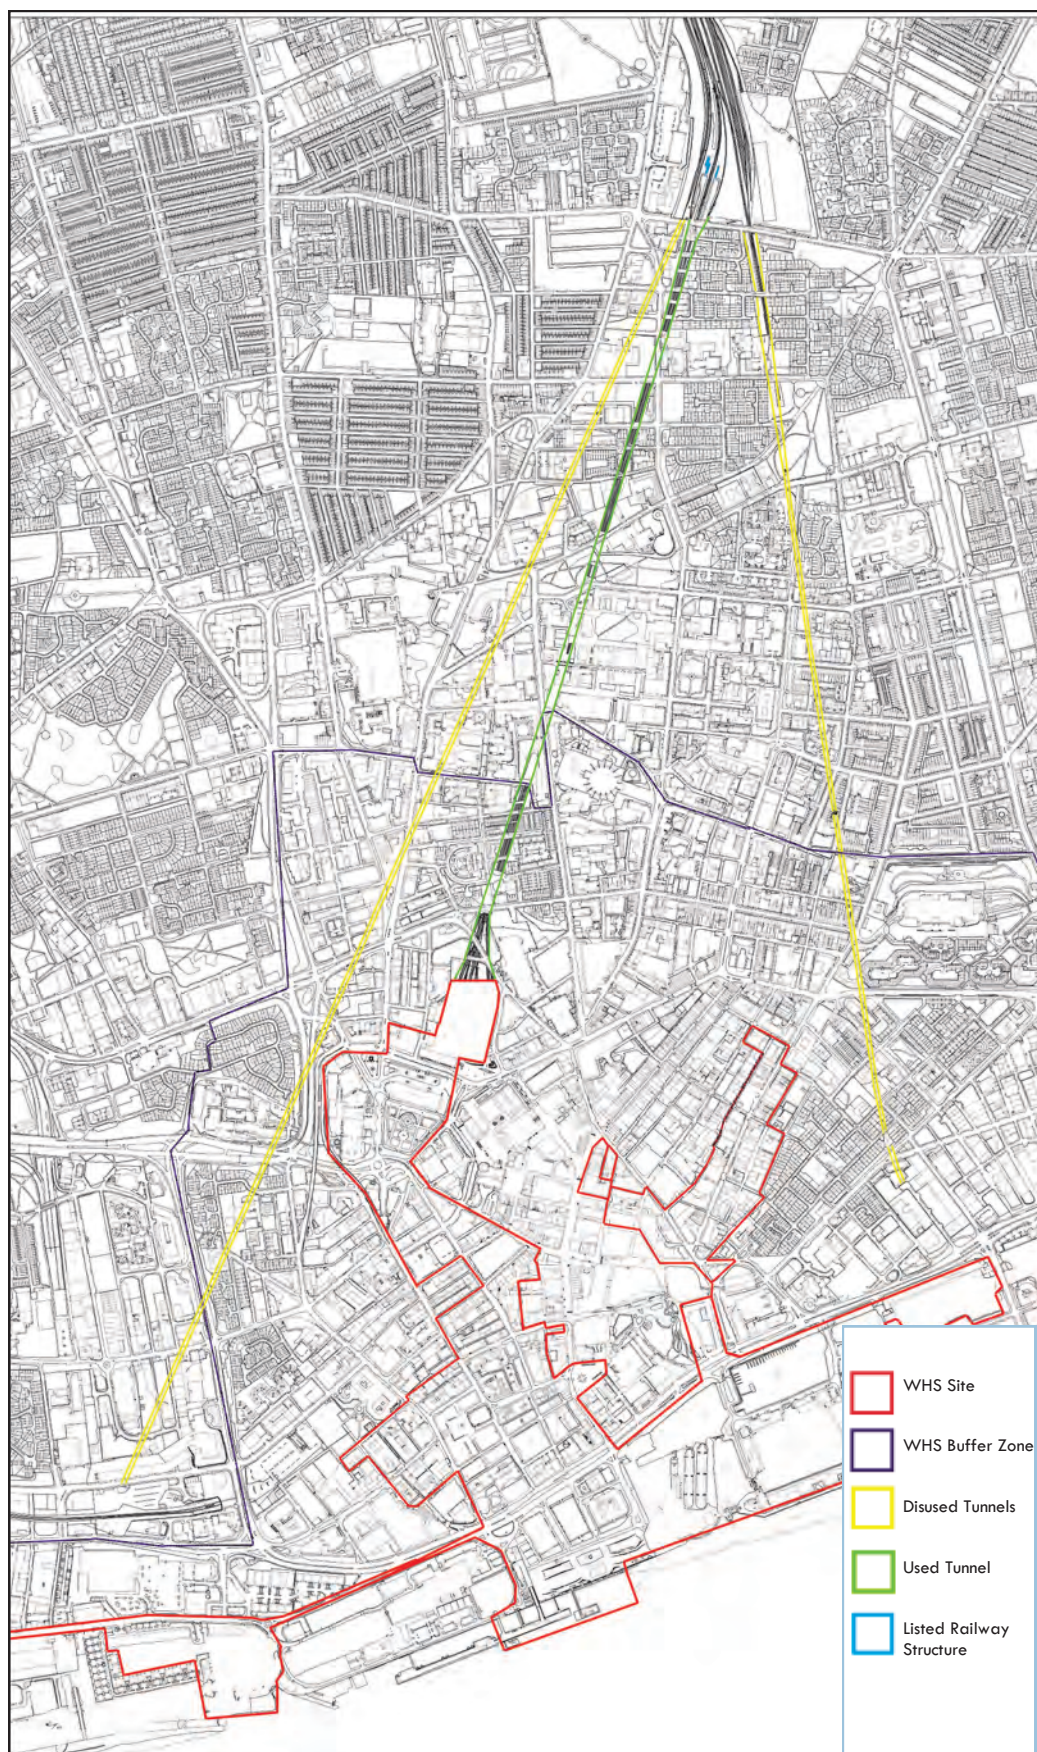 WHS Site
WHS Buffer Zone
Disused Tunnels
Used Tunnel
Listed Railway
Structure